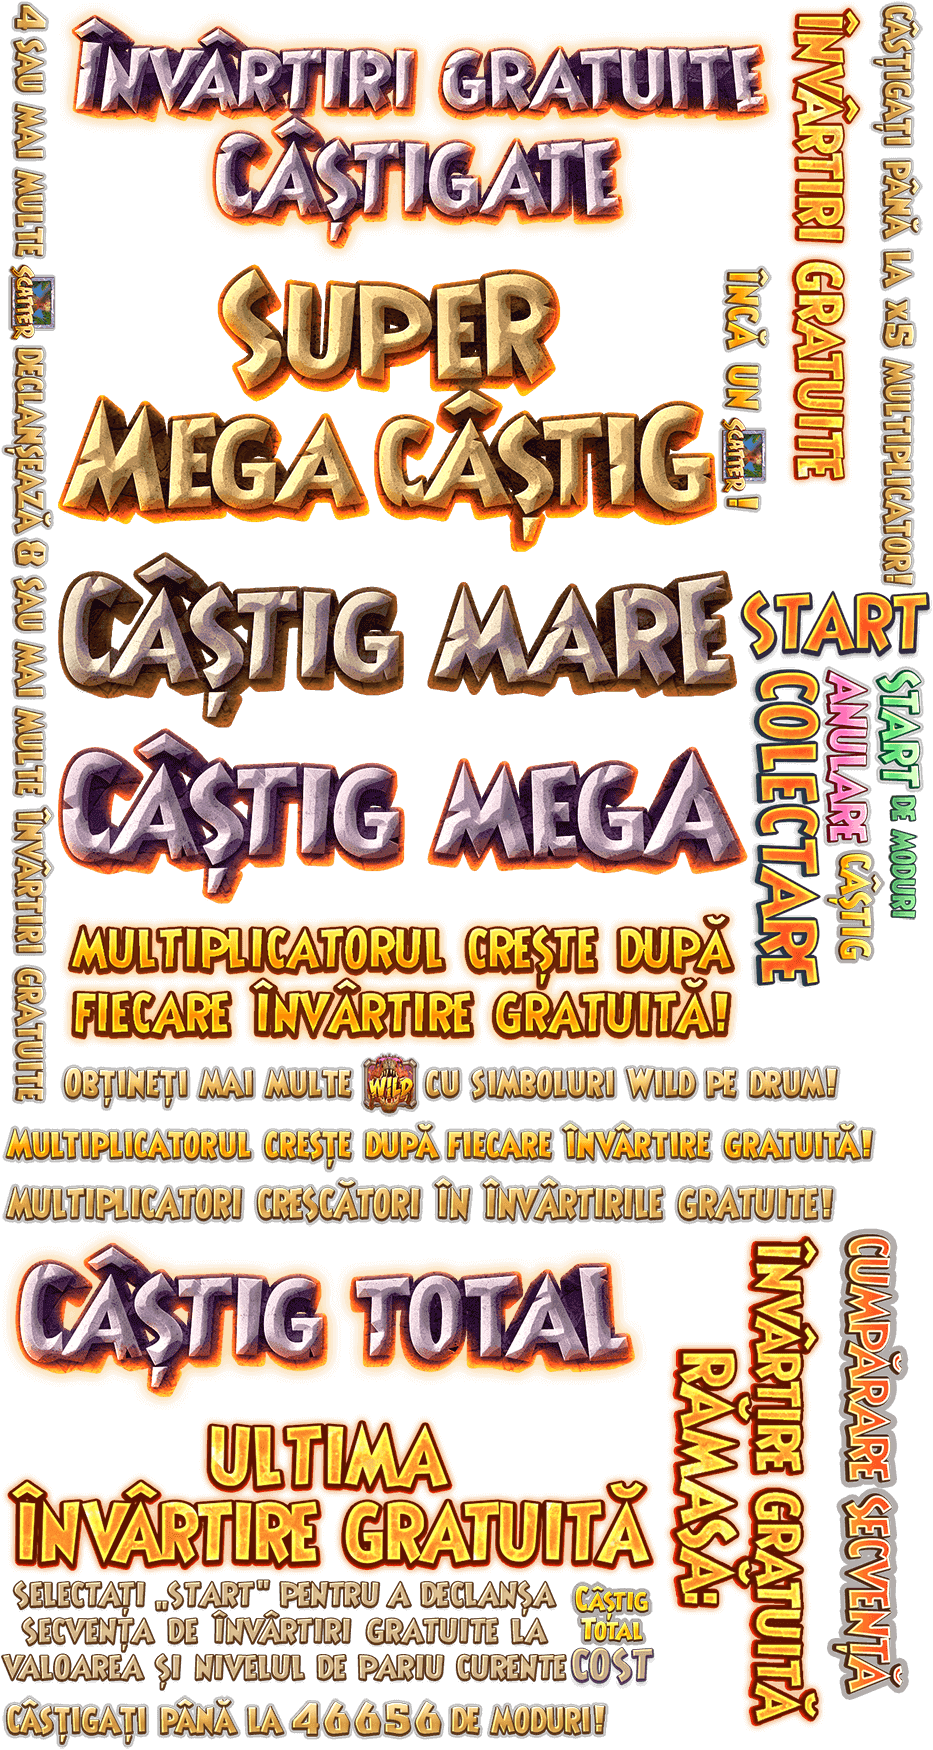 ÎNVÂRTIRI GRATUITE
CÂȘTIGATE
SUPER
MEGA CÂȘTIG
CÂȘTIG MARE
CÂȘTIG MEGA
MULTIPLICATORUL CREȘTE DUPĂ
FIECARE ÎNVÂRTIRE GRATUITĂ!
OBȚINEȚI MAI MULTE WILD CU SIMBOLURI WILD PE DRUM!
MULTIPLICATORUL CREȘTE DUPĂ FIECARE ÎNVÂRTIRE GRATUITĂ!
MULTIPLICATORI CRESCĂTORI ÎN ÎNVÂRTIRILE GRATUITE!
CÂȘTIG TOTAL
ULTIMA
ÎNVÂRTIRE GRATUITĂ
SELECTAȚI „START" PENTRU A DECLANȘA
SECVENȚA DE ÎNVÂRTIRI GRATUITE LA
VALOAREA ȘI NIVELUL DE PARIU CURENTE
CÂȘTIG
TOTAL
COST
CÂȘTIGAȚI PÂNĂ LA 46656 DE MODURI!
4 SAU MAI MULTE SCATTER DECLANȘEAZĂ 8 SAU MAI MULTE ÎNVÂRTIRI GRATUITE
ÎNCĂ UN SCATTER!
ÎNVÂRTIRI GRATUITE
CÂȘTIGAȚI PÂNĂ LA X5 MULTIPLICATOR!
START
COLECTARE
ANULARE
CÂȘTIG
START DE MODURI
ÎNVÂRTIRE GRATUITĂ
RĂMASĂ:
CUMPĂRARE SECVENȚĂ